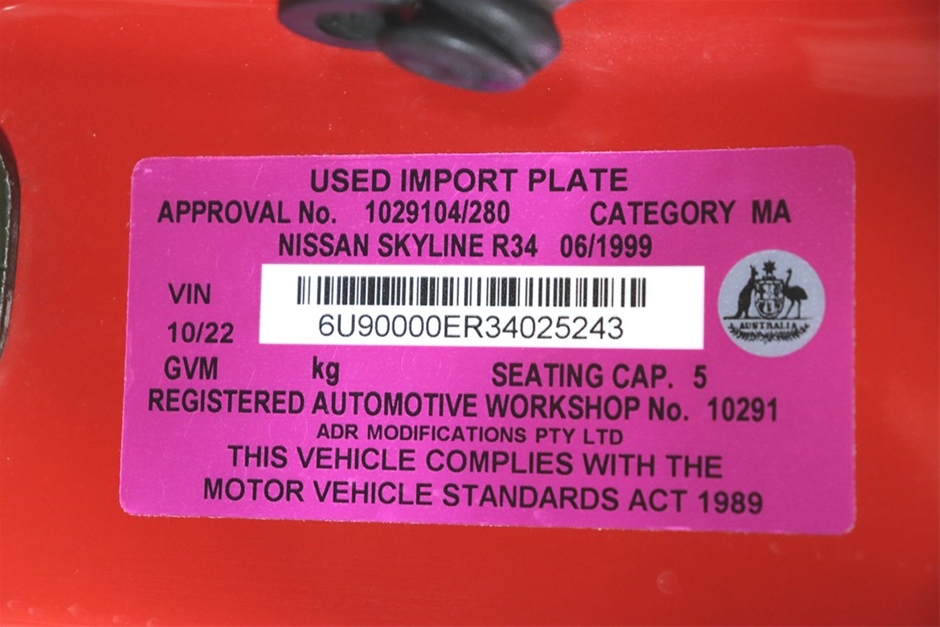 USED IMPORT PLATE
APPROVAL No. 1029104/280 CATEGORY MA
NISSAN SKYLINE R34 06/1999
VIN
6U90000ER34025243
10/22
AUSTRALIA
GVM kg SEATING CAP. 5
REGISTERED AUTOMOTIVE WORKSHOP No. 10291
ADR MODIFICATIONS PTY LTD
THIS VEHICLE COMPLIES WITH THE
MOTOR VEHICLE STANDARDS ACT 1989